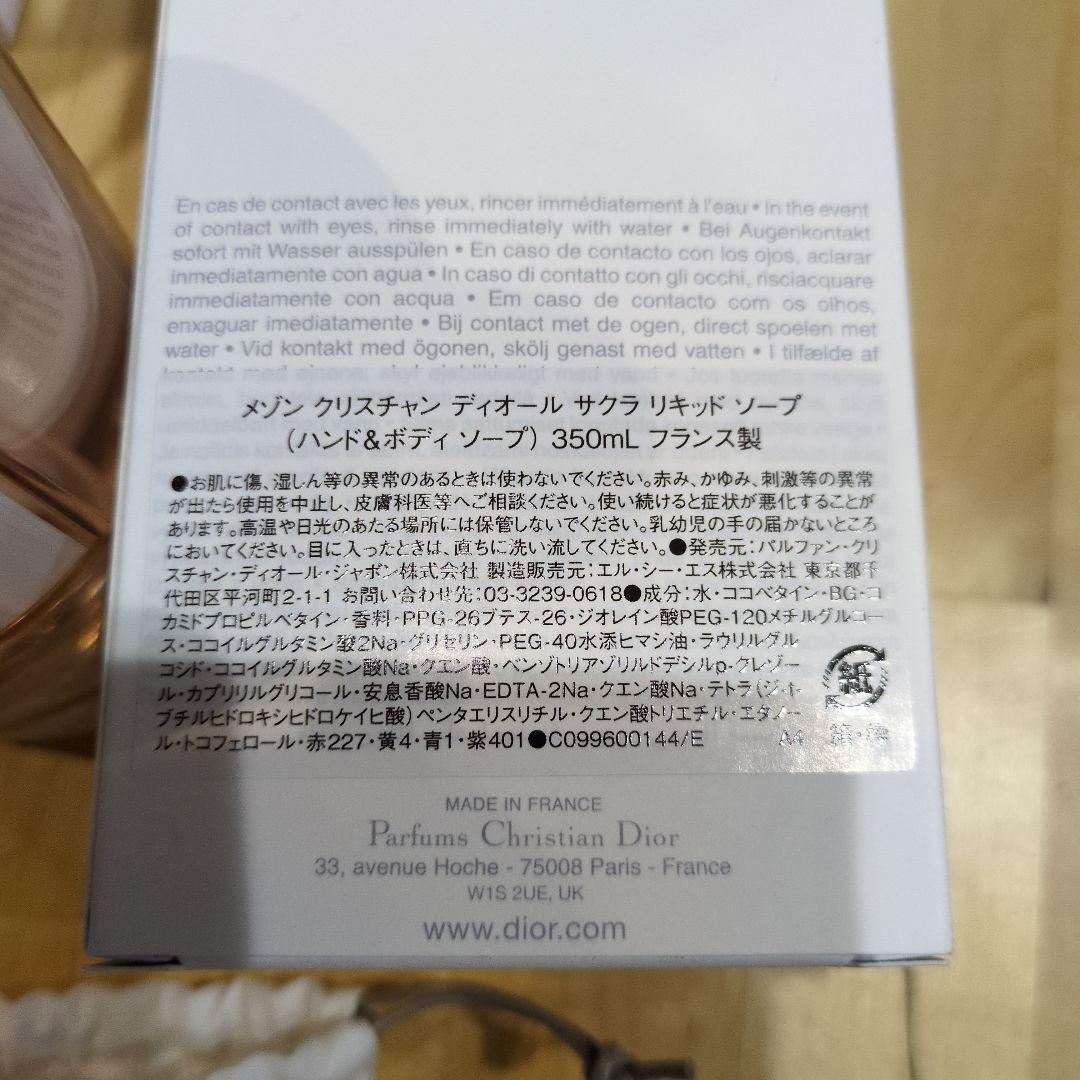 En cas de contact avec les yeux, rincer immédiatement à l'eau • In the event
of contact with eyes, rinse immediately with water • Bei Augenkontakt
sofort mit Wasser ausspülen • En caso de contacto con los ojos, aclarar
inmediatamente con agua • In caso di contatto con gli occhi, risciacquare
immediatamente con acqua • Em caso de contacto com os olhos,
enxaguar imediatamente • Bij contact met de ogen, direct spoelen met
water • Vid kontakt med ögonen, skölj genast med vatten • I tilfælde af
メゾン クリスチャン ディオール サクラ リキッド ソープ
(ハンド&ボディ ソープ) 350mL フランス製
●お肌に傷、湿しん等の異常のあるときは使わないでください。赤み、かゆみ、刺激等の異常
が出たら使用を中止し、皮膚科医等へご相談ください。使い続けると症状が悪化することが
あります。高温や日光のあたる場所には保管しないでください。乳幼児の手の届かないところ
においてください。目に入ったときは、直ちに洗い流してください。●発売元:パルファン・クリ
スチャン・ディオール・ジャポン株式会社 製造販売元:エル・シー・エス株式会社 東京都千
代田区平河町2-1-1 お問い合わせ先:03-3239-0618●成分:水・ココベタイン・BG・コ
カミドプロピルベタイン・香料・PPG-26ブテス-26・ジオレイン酸PEG-120メチルグルコー
ス・ココイルグルタミン酸2Na・グリセリン・PEG-40水添ヒマシ油・ラウリルグル
コシド・ココイルグルタミン酸Na・クエン酸・ベンゾトリアゾリルドデシルp-クレゾー
ル・カプリリルグリコール・安息香酸Na・EDTA-2Na・クエン酸Na・テトラ(ジ-t-
ブチルヒドロキシヒドロケイヒ酸)ペンタエリスリチル・クエン酸トリエチル・エタノー
ル・トコフェロール・赤227・黄4・青1・紫401●C099600144/E A4
紙
MADE IN FRANCE
Parfums Christian Dior
33, avenue Hoche - 75008 Paris - France
W1S 2UE, UK
www.dior.com